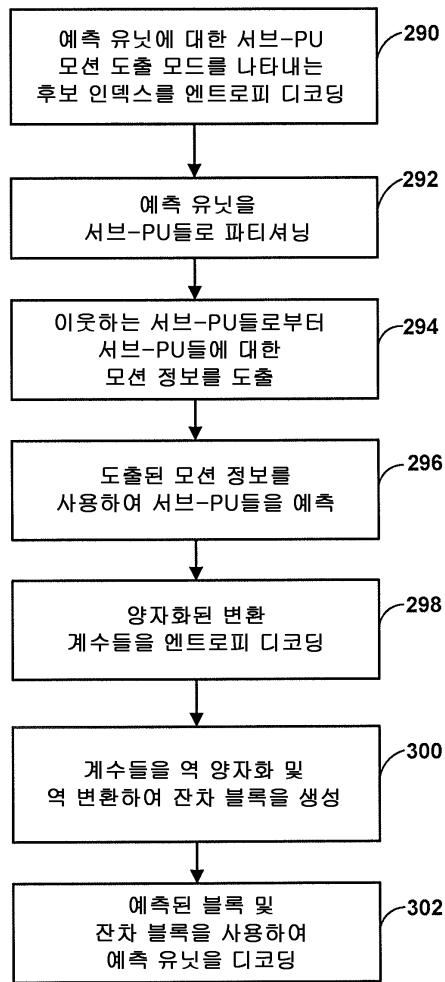 예측 유닛에 대한 서브-PU
모션 도출 모드를 나타내는
후보 인덱스를 엔트로피 디코딩
290
예측 유닛을
서브-PU들로 파티셔닝
292
이웃하는 서브-PU들로부터
서브-PU들에 대한
모션 정보를 도출
294
도출된 모션 정보를
사용하여 서브-PU들을 예측
296
양자화된 변환
계수들을 엔트로피 디코딩
298
계수들을 역 양자화 및
역 변환하여 잔차 블록을 생성
300
예측된 블록 및
잔차 블록을 사용하여
예측 유닛을 디코딩
302